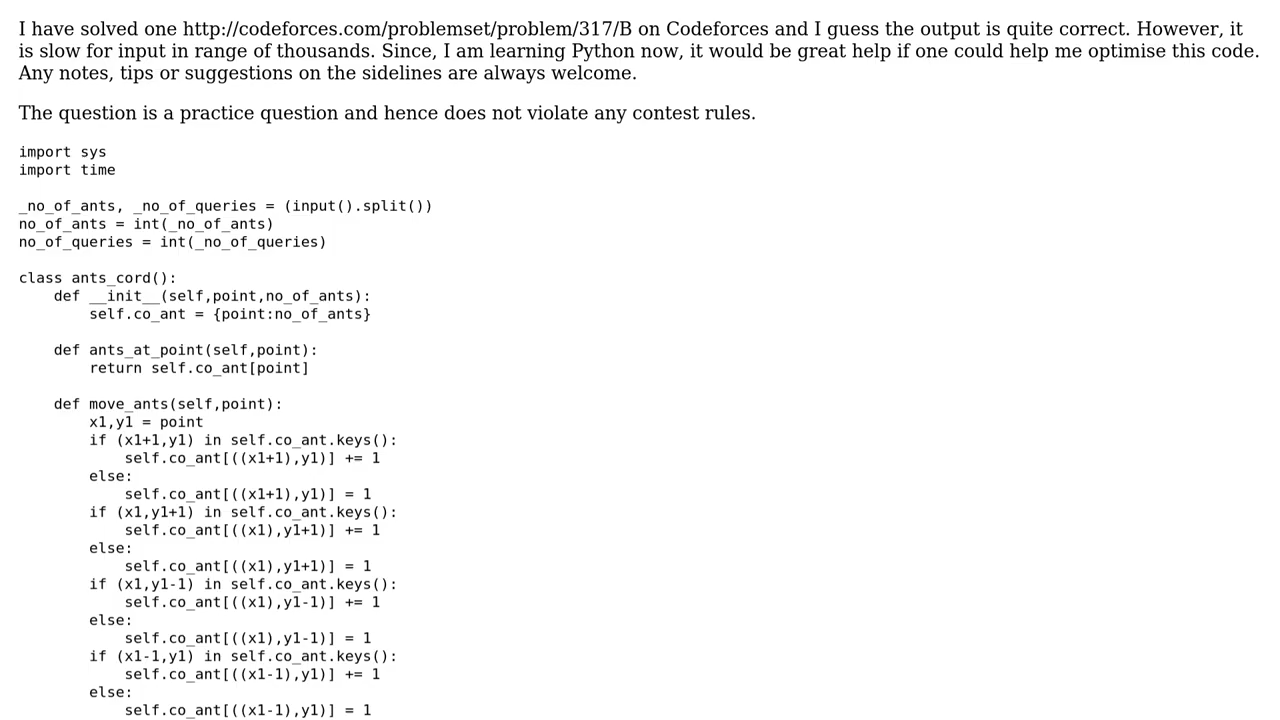 I have solved one http://codeforces.com/problemset/problem/317/B on Codeforces and I guess the output is quite correct. However, it
is slow for input in range of thousands. Since, I am learning Python now, it would be great help if one could help me optimise this code.
Any notes, tips or suggestions on the sidelines are always welcome.
The question is a practice question and hence does not violate any contest rules.
import sys
import time
_no_of_ants, _no_of_queries = (input().split())
no_of_ants = int(_no_of_ants)
no_of_queries = int(_no_of_queries)
class ants_cord():
    def __init__(self,point,no_of_ants):
        self.co_ant = {point:no_of_ants}
    def ants_at_point(self,point):
        return self.co_ant[point]
    def move_ants(self,point):
        x1,y1 = point
        if (x1+1,y1) in self.co_ant.keys():
            self.co_ant[((x1+1),y1)] += 1
        else:
            self.co_ant[((x1+1),y1)] = 1
        if (x1,y1+1) in self.co_ant.keys():
            self.co_ant[((x1),y1+1)] += 1
        else:
            self.co_ant[((x1),y1+1)] = 1
        if (x1,y1-1) in self.co_ant.keys():
            self.co_ant[((x1),y1-1)] += 1
        else:
            self.co_ant[((x1),y1-1)] = 1
        if (x1-1,y1) in self.co_ant.keys():
            self.co_ant[((x1-1),y1)] += 1
        else:
            self.co_ant[((x1-1),y1)] = 1